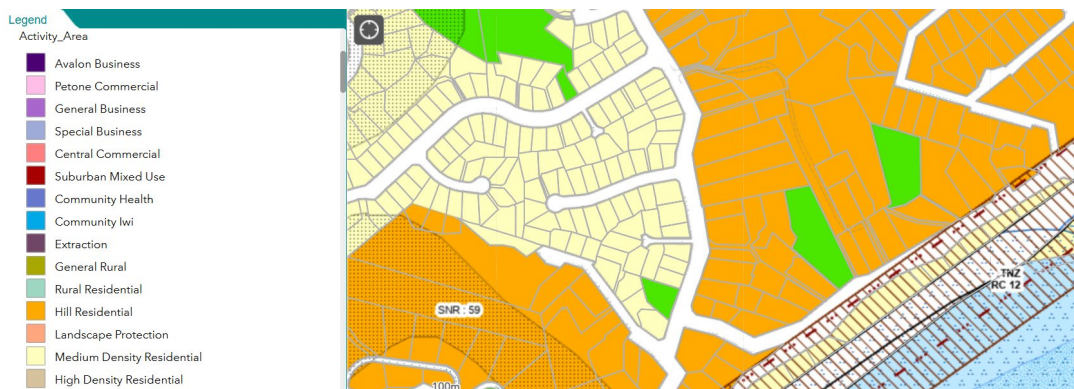 Legend
Activity_Area
Avalon Business
Petone Commercial
General Business
Special Business
Central Commercial
Suburban Mixed Use
Community Health
Community Iwi
Extraction
General Rural
Rural Residential
Hill Residential
Landscape Protection
Medium Density Residential
High Density Residential
TNZ
RC 12
SNR : 59
100m